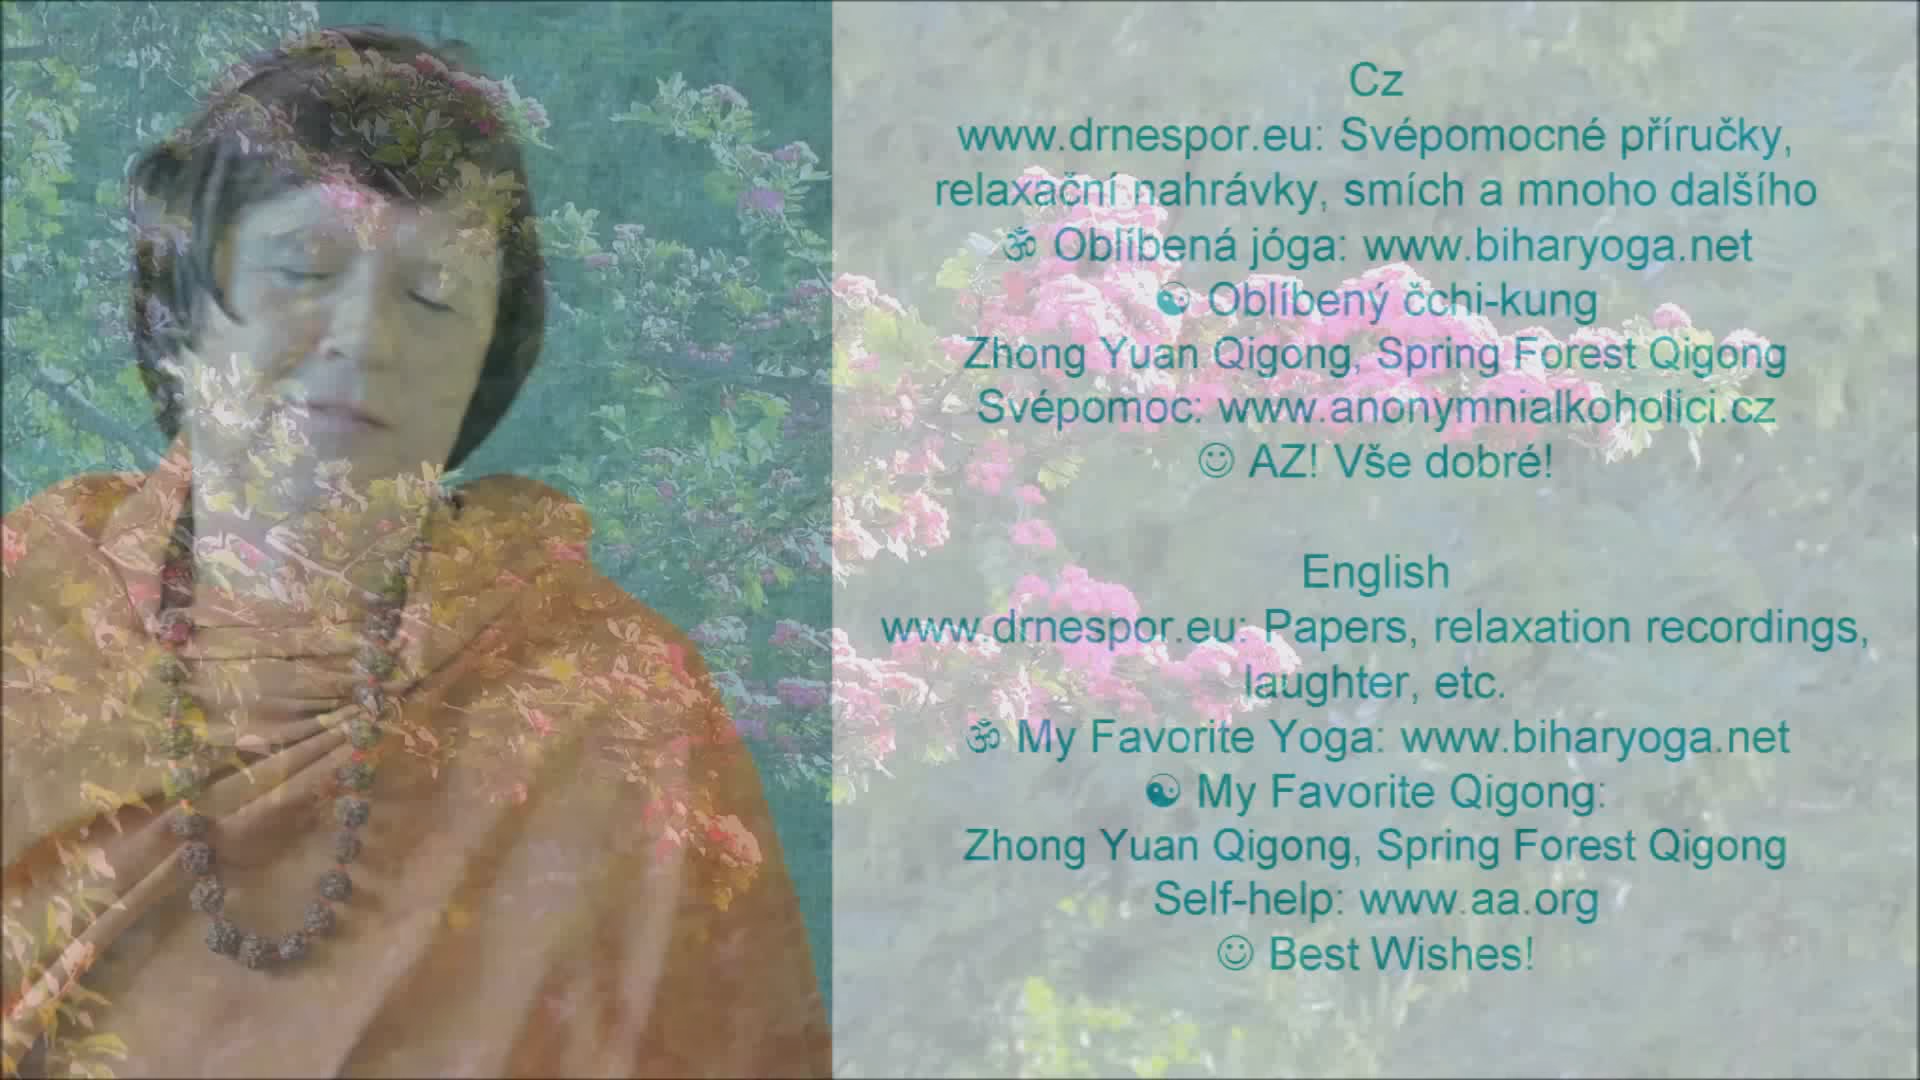 Cz
www.drnespor.eu: Svépomocné příručky,
relaxační nahrávky, smích a mnoho dalšího
ॐ Oblíbená jóga: www.biharyoga.net
☯ Oblíbený čchi-kung
Zhong Yuan Qigong, Spring Forest Qigong
Svépomoc: www.anonymnialkoholici.cz
☺ AZ! Vše dobré!
English
www.drnespor.eu: Papers, relaxation recordings,
laughter, etc.
ॐ My Favorite Yoga: www.biharyoga.net
☯ My Favorite Qigong:
Zhong Yuan Qigong, Spring Forest Qigong
Self-help: www.aa.org
☺ Best Wishes!